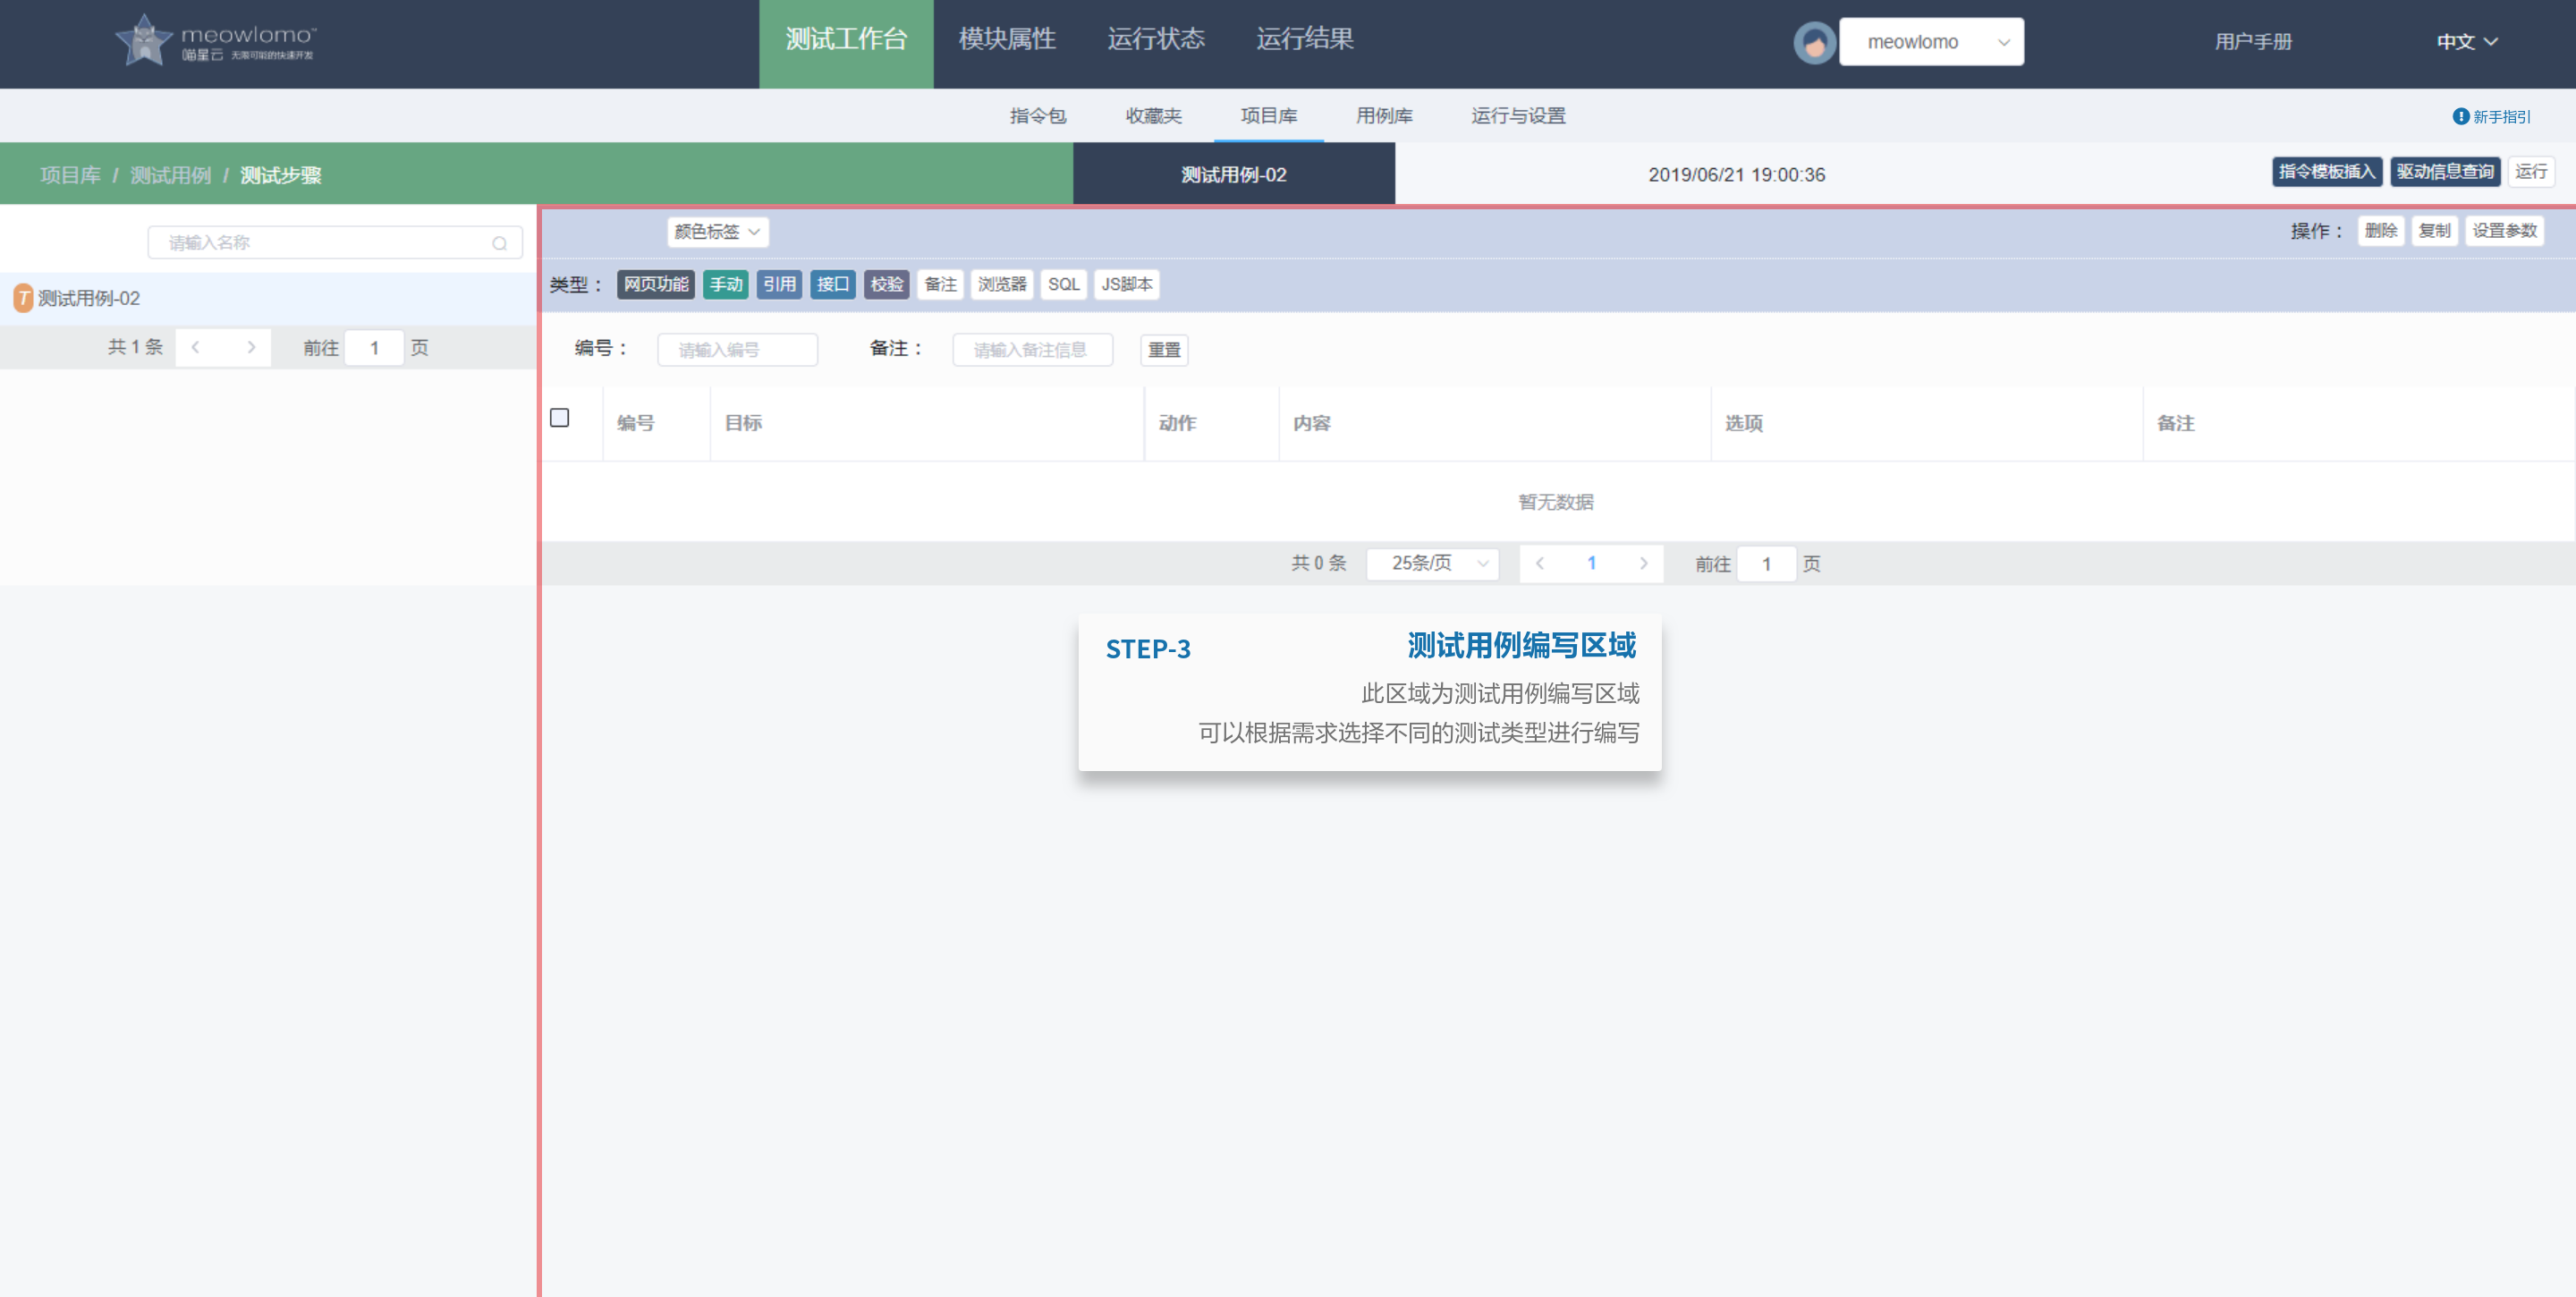 meowlomo™
喵星云 无限可能的快速开发
测试工作台 模块属性 运行状态 运行结果
meowlomo
用户手册
中文
指令包 收藏夹 项目库 用例库 运行与设置
新手指引
项目库 / 测试用例 / 测试步骤
测试用例-02
2019/06/21 19:00:36
指令模板插入 驱动信息查询 运行
请输入名称
T 测试用例-02
共 1 条
前往 1 页
颜色标签
操作： 删除 复制 设置参数
类型： 网页功能 手动 引用 接口 校验 备注 浏览器 SQL JS脚本
编号： 请输入编号 备注： 请输入备注信息 重置
编号 目标 动作 内容 选项 备注
暂无数据
共 0 条 25条/页 1 前往 1 页
STEP-3 测试用例编写区域
此区域为测试用例编写区域
可以根据需求选择不同的测试类型进行编写